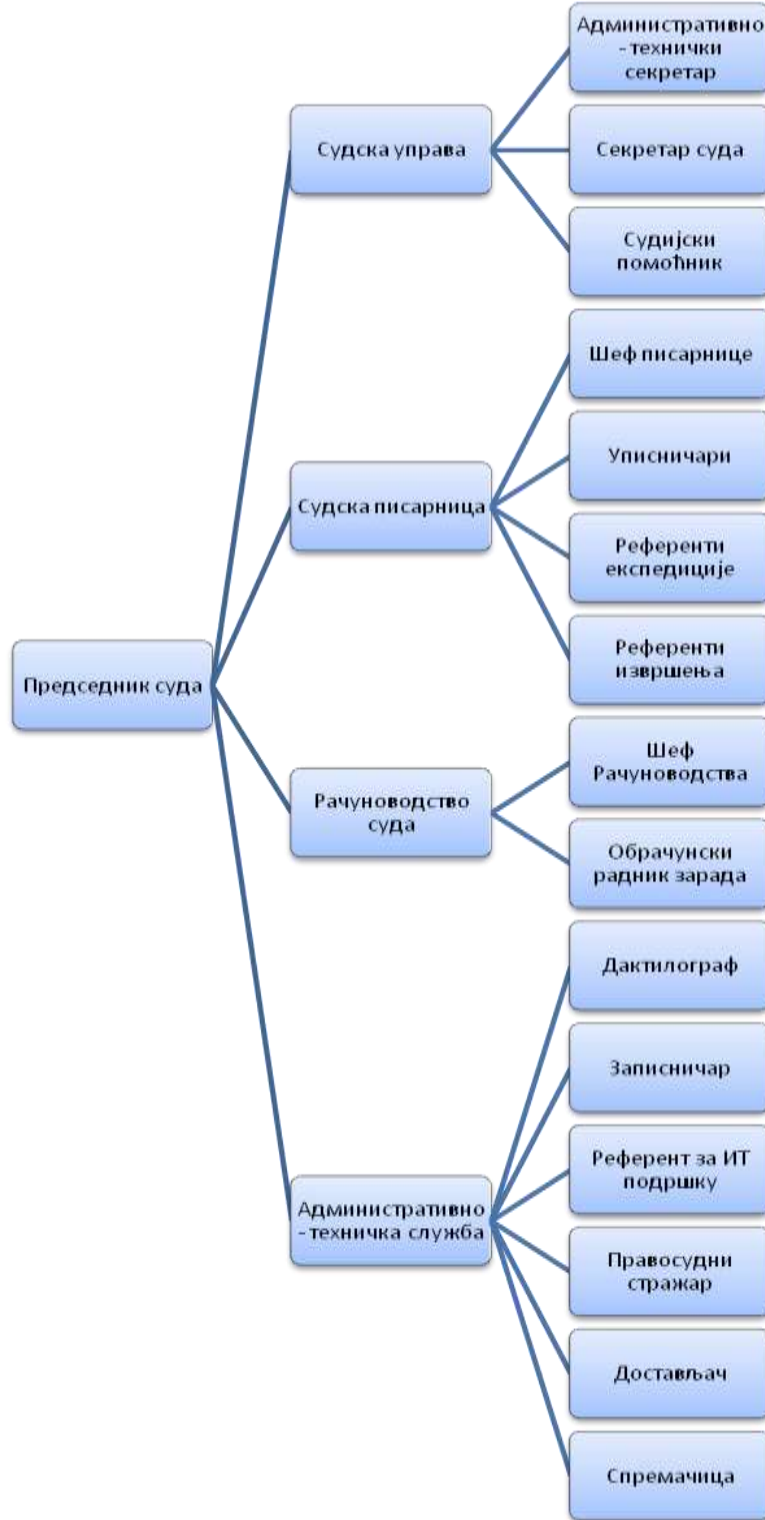 Административно
- технички
секретар
Судска управа
Секретар суда
Судијски
помоћник
Шеф писарнице
Уписничари
Судска писарница
Референти
експедиције
Референти
извршења
Председник суда
Шеф
Рачуноводства
Рачуноводство
суда
Обрачунски
радник зарада
Дактилограф
Записничар
Референт за ИТ
подршку
Административно
- техничка служба
Правосудни
стражар
Достављач
Спремачица